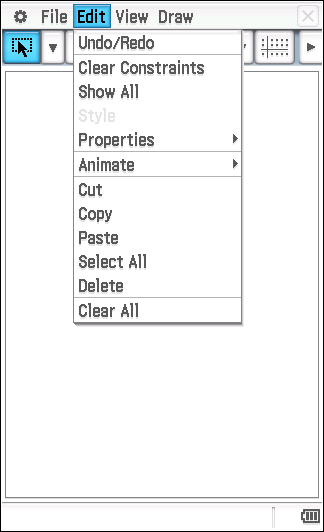 File Edit View Draw
Undo/Redo
Clear Constraints
Show All
Style
Properties
Animate
Cut
Copy
Paste
Select All
Delete
Clear All